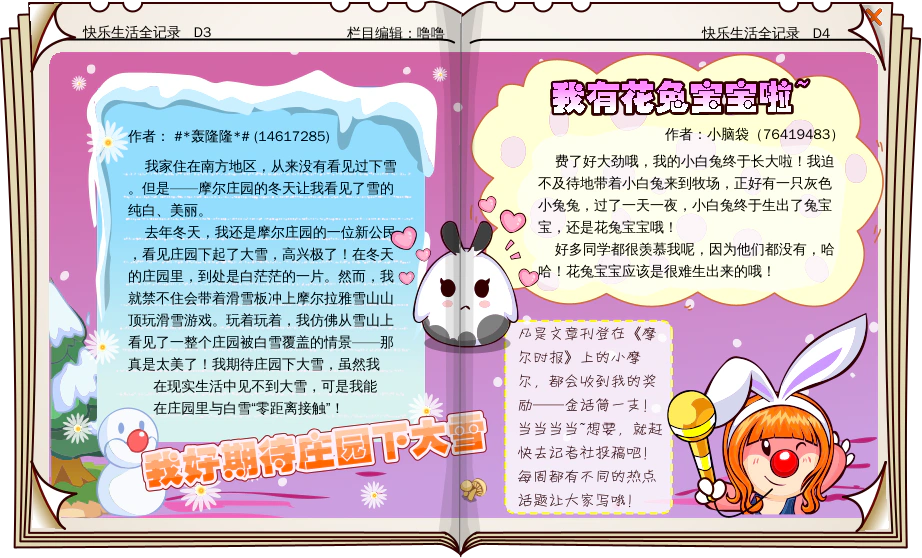 快乐生活全记录 D3
栏目编辑：噜噜
作者： #*轰隆隆*# (14617285)
我家住在南方地区，从来没有看见过下雪
。但是——摩尔庄园的冬天让我看见了雪的
纯白、美丽。
去年冬天，我还是摩尔庄园的一位新公民
，看见庄园下起了大雪，高兴极了！在冬天
的庄园里，到处是白茫茫的一片。然而，我
就禁不住会带着滑雪板冲上摩尔拉雅雪山山
顶玩滑雪游戏。玩着玩着，我仿佛从雪山上
看见了一整个庄园被白雪覆盖的情景——那
真是太美了！我期待庄园下大雪，虽然我
在现实生活中见不到大雪，可是我能
在庄园里与白雪“零距离接触”！
我好期待庄园下大雪
快乐生活全记录 D4
我有花兔宝宝啦~
作者：小脑袋（76419483）
费了好大劲哦，我的小白兔终于长大啦！我迫
不及待地带着小白兔来到牧场，正好有一只灰色
小兔兔，过了一天一夜，小白兔终于生出了兔宝
宝，还是花兔宝宝哦！
好多同学都很羡慕我呢，因为他们都没有，哈
哈！花兔宝宝应该是很难生出来的哦！
凡是文章刊登在《摩
尔时报》上的小摩
尔，都会收到我的奖
励——金话筒一支！
当当当当~想要，就赶
快去记者社投稿吧！
每周都有不同的热点
话题让大家写哦！